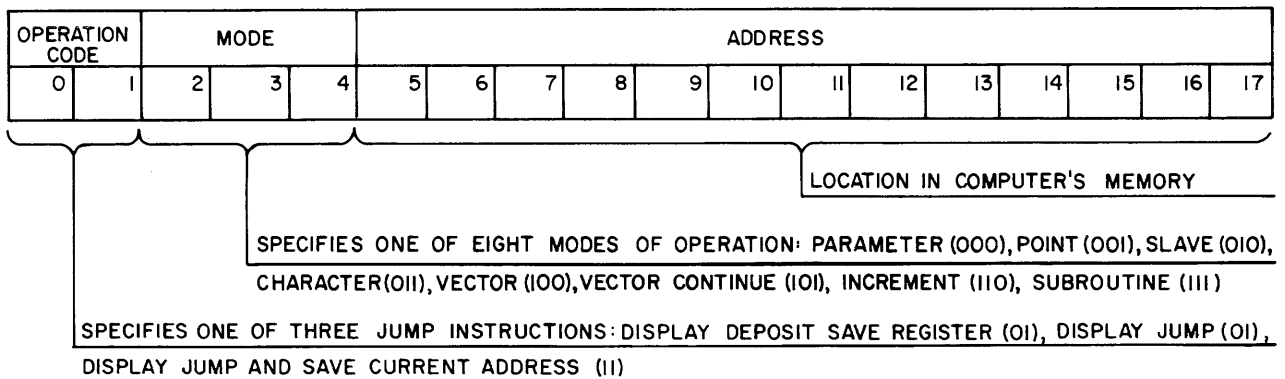 OPERATION CODE MODE ADDRESS
0 1 2 3 4 5 6 7 8 9 10 11 12 13 14 15 16 17
LOCATION IN COMPUTER'S MEMORY
SPECIFIES ONE OF EIGHT MODES OF OPERATION: PARAMETER (000), POINT (001), SLAVE (010),
CHARACTER (011), VECTOR (100), VECTOR CONTINUE (101), INCREMENT (110), SUBROUTINE (111)
SPECIFIES ONE OF THREE JUMP INSTRUCTIONS: DISPLAY DEPOSIT SAVE REGISTER (01), DISPLAY JUMP (01),
DISPLAY JUMP AND SAVE CURRENT ADDRESS (11)